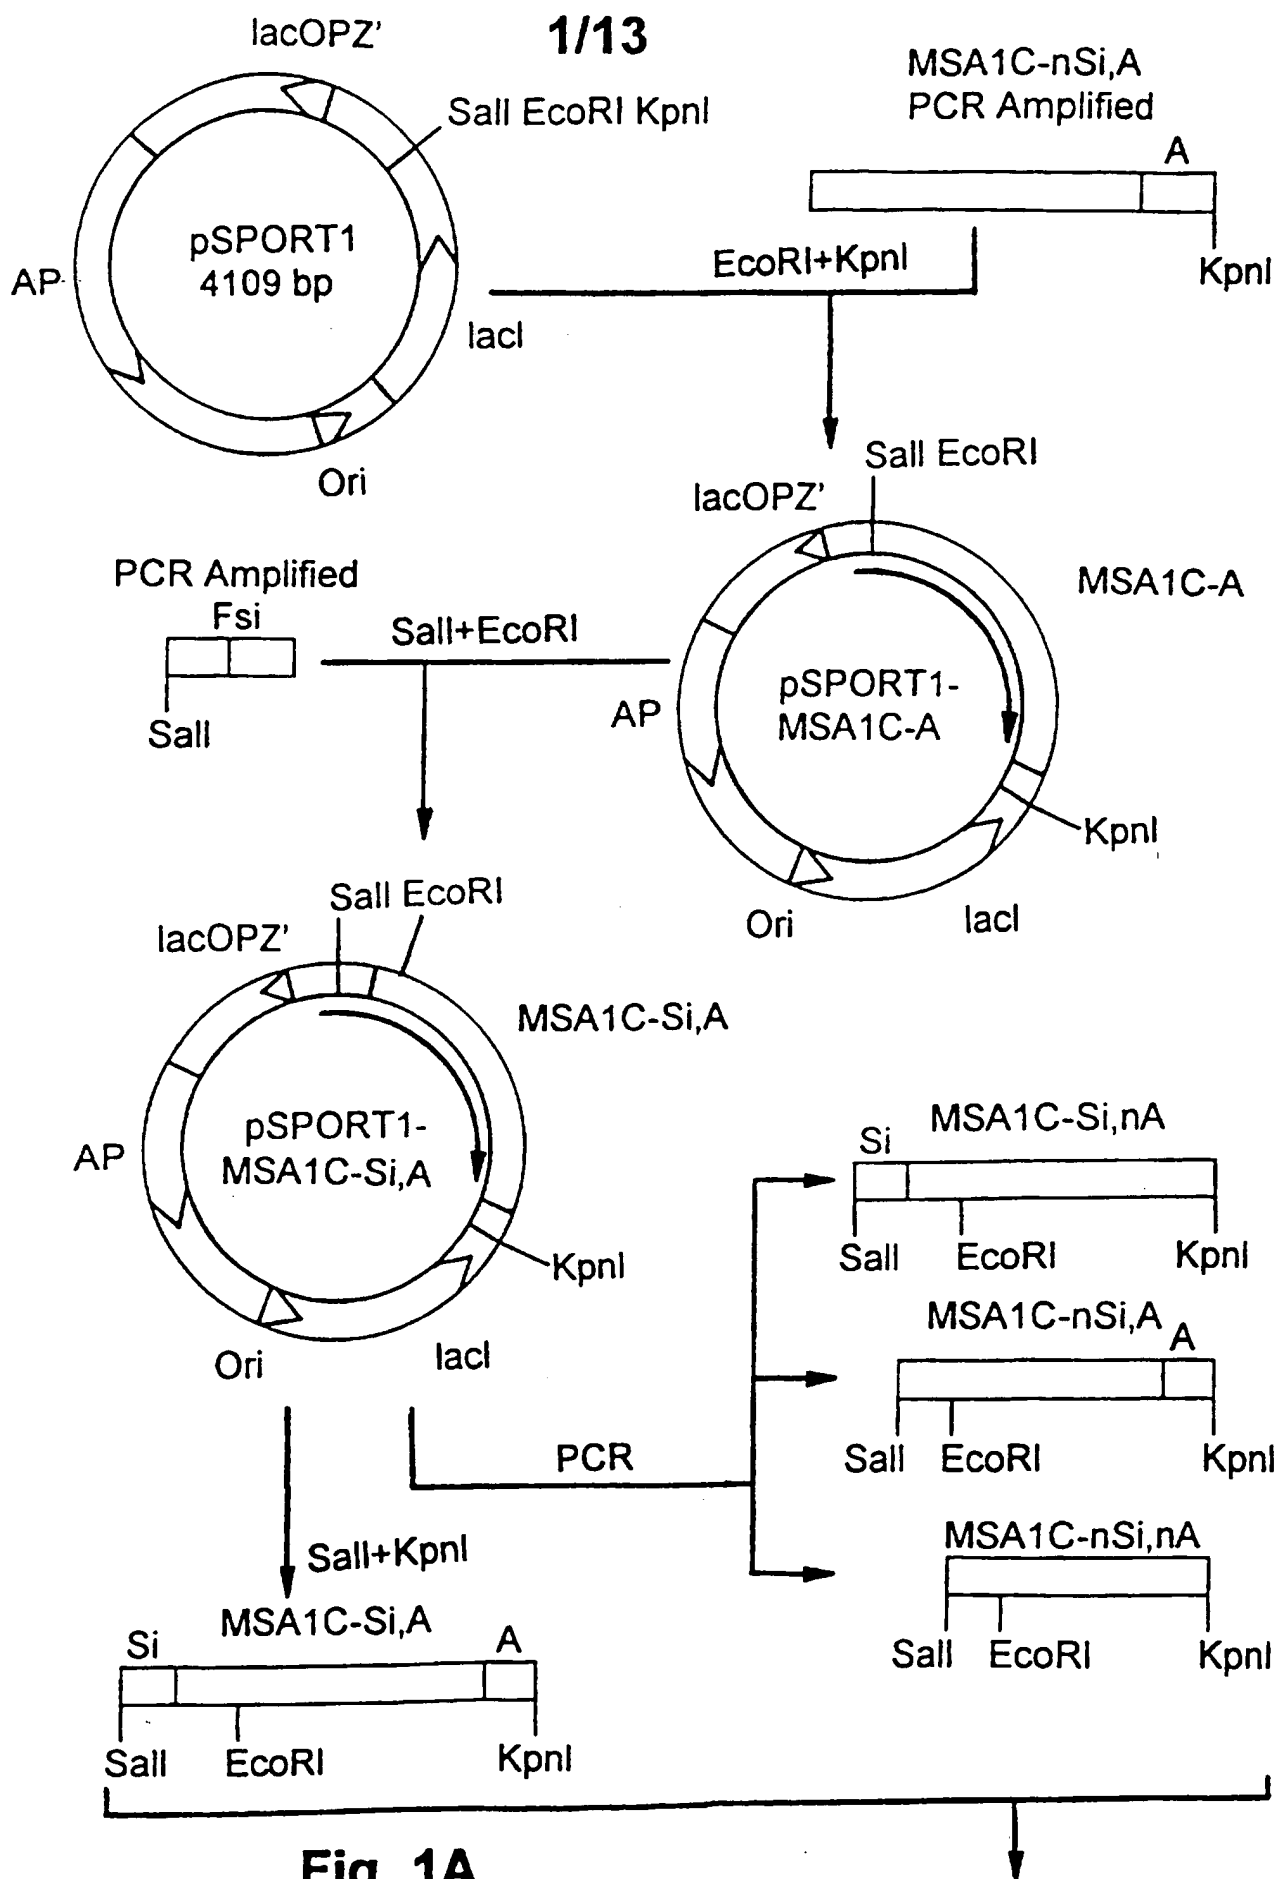 1/13
lacOPZ'
SalI EcoRI KpnI
pSPORT1
4109 bp
AP
lacI
Ori
MSA1C-nSi,A
PCR Amplified
A
KpnI
EcoRI+KpnI
SalI EcoRI
lacOPZ'
MSA1C-A
pSPORT1-
MSA1C-A
AP
KpnI
Ori
lacI
PCR Amplified
Fsi
SalI
SalI+EcoRI
SalI EcoRI
lacOPZ'
MSA1C-Si,A
pSPORT1-
MSA1C-Si,A
AP
KpnI
Ori
lacI
PCR
MSA1C-Si,nA
Si
SalI EcoRI KpnI
MSA1C-nSi,A
A
SalI EcoRI KpnI
MSA1C-nSi,nA
SalI EcoRI KpnI
SalI+KpnI
MSA1C-Si,A
Si A
SalI EcoRI KpnI
Fig. 1A